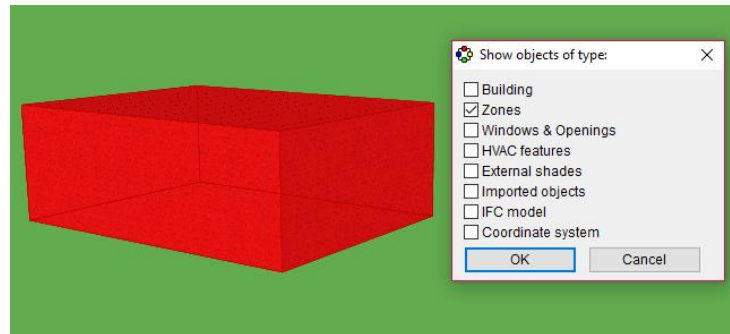 Show objects of type:
Building
Zones
Windows & Openings
HVAC features
External shades
Imported objects
IFC model
Coordinate system
OK Cancel